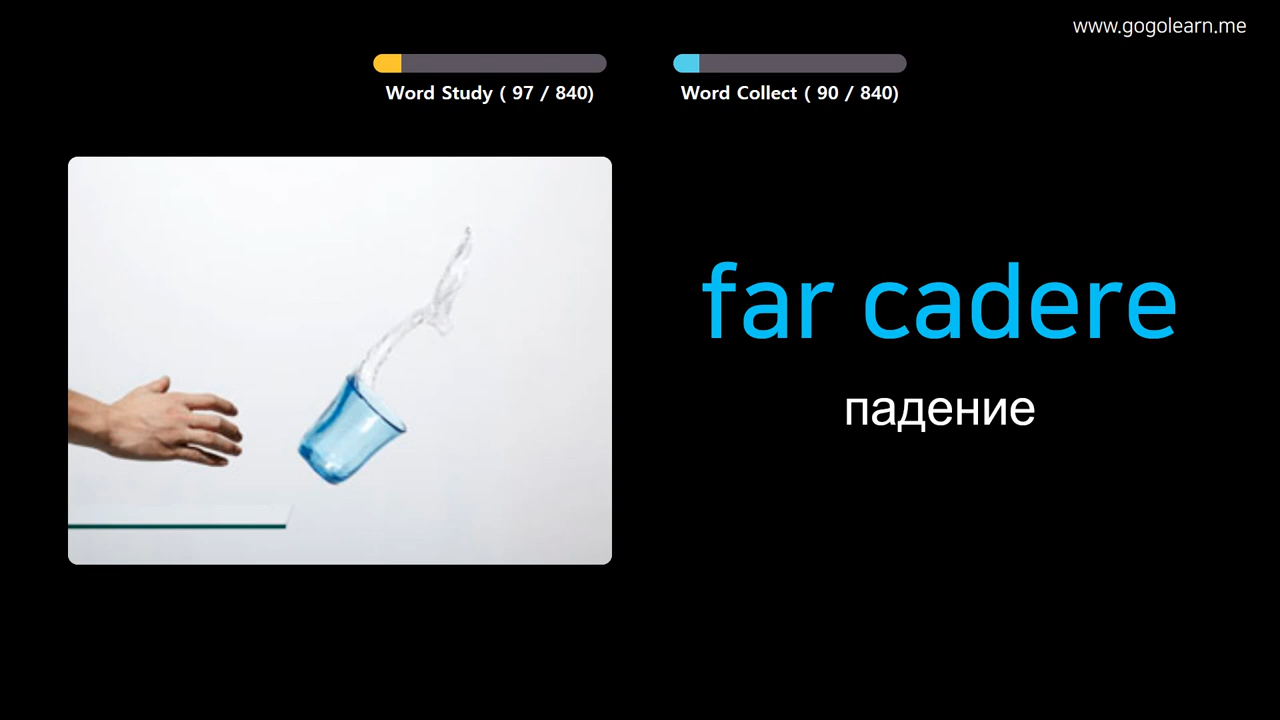 www.gogolearn.me
Word Study ( 97 / 840)
Word Collect ( 90 / 840)
far cadere
падение